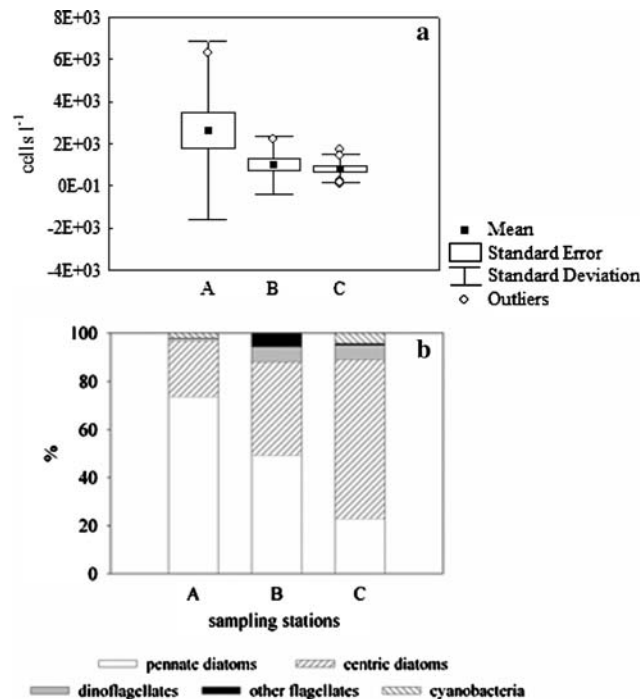 a
8E+03
6E+03
4E+03
2E+03
0E-01
-2E+03
-4E+03
cells l⁻¹
A B C
Mean
Standard Error
Standard Deviation
Outliers
b
100
80
60
40
20
0
%
A B C
sampling stations
pennate diatoms centric diatoms
dinoflagellates other flagellates cyanobacteria